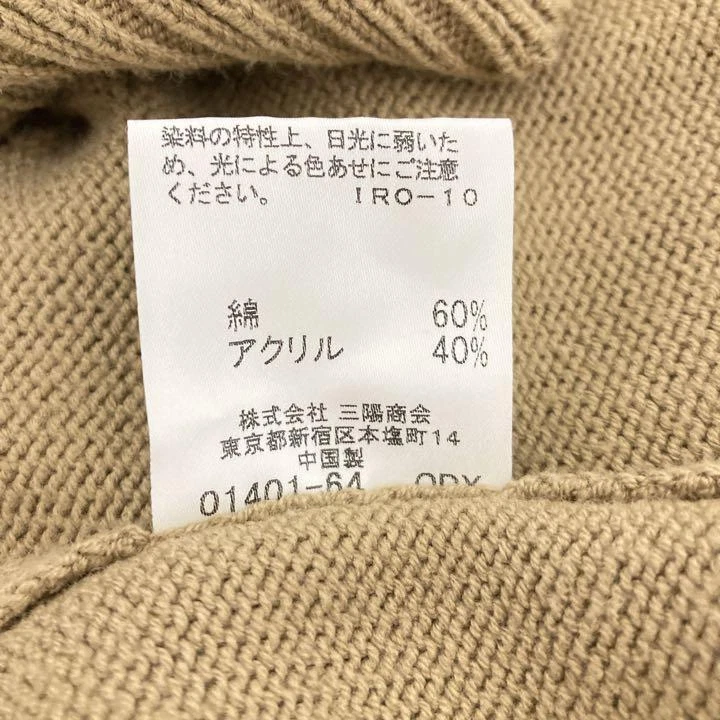 染料の特性上、日光に弱いた
め、光による色あせにご注意
ください。 IRO-10
綿 60%
アクリル 40%
株式会社 三陽商会
東京都新宿区本塩町14
中国製
01401-64